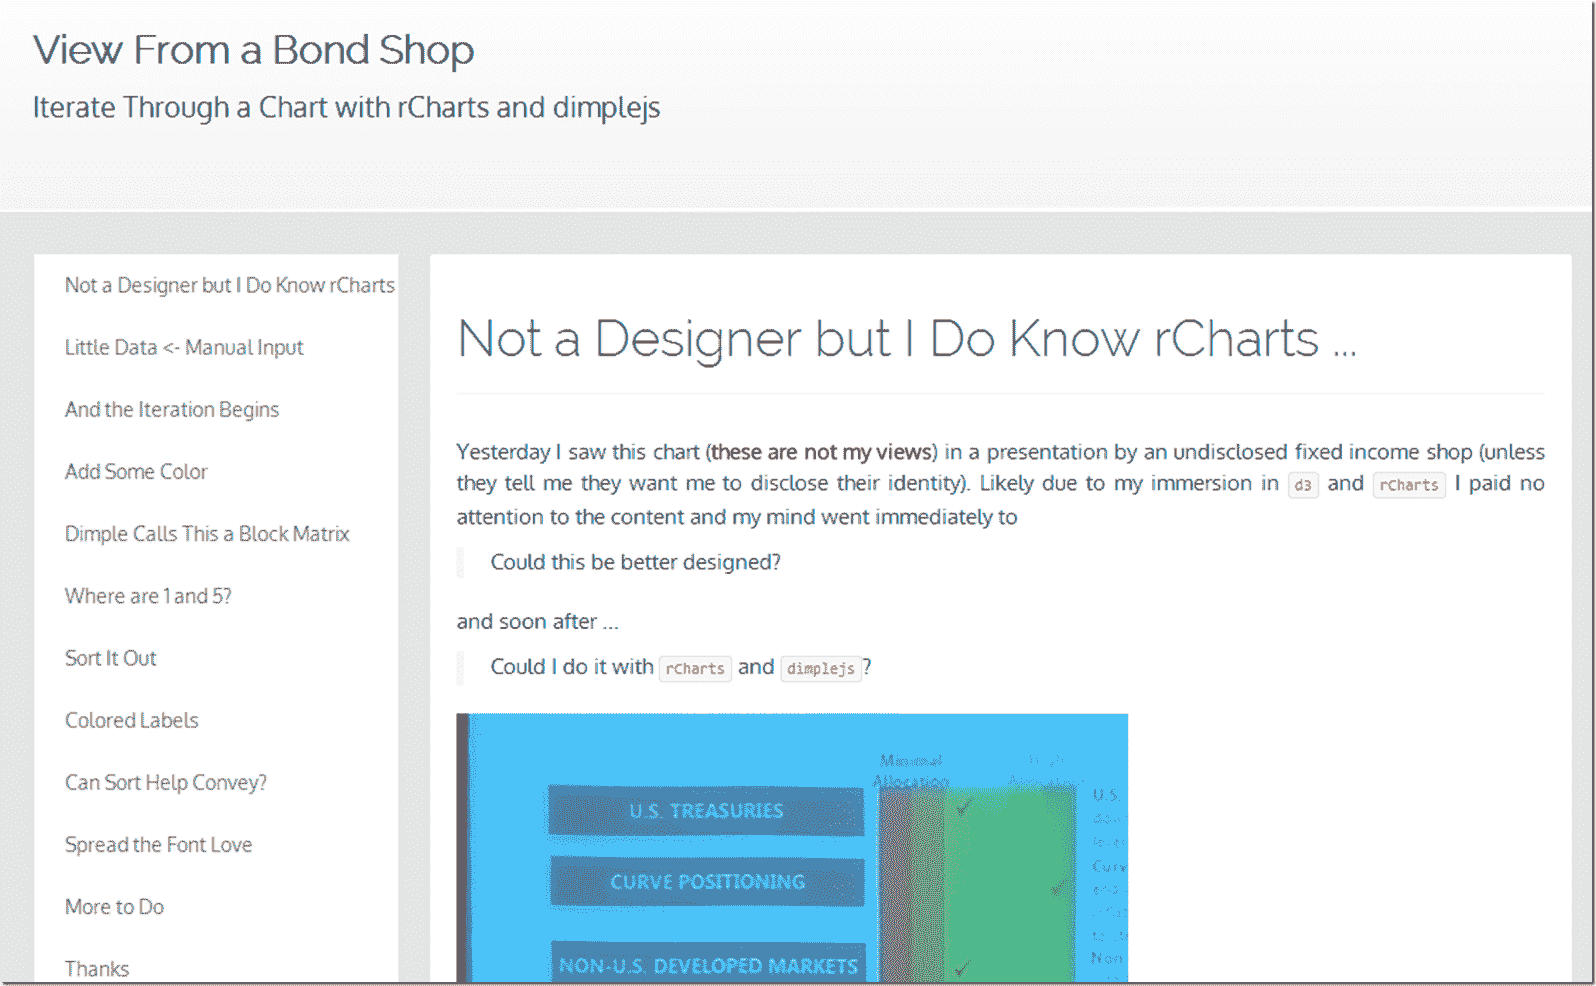 View From a Bond Shop
Iterate Through a Chart with rCharts and dimplejs
Not a Designer but I Do Know rCharts
Little Data <- Manual Input
And the Iteration Begins
Add Some Color
Dimple Calls This a Block Matrix
Where are 1 and 5?
Sort It Out
Colored Labels
Can Sort Help Convey?
Spread the Font Love
More to Do
Thanks
Not a Designer but I Do Know rCharts ...
Yesterday I saw this chart (these are not my views) in a presentation by an undisclosed fixed income shop (unless
they tell me they want me to disclose their identity). Likely due to my immersion in d3 and rCharts I paid no
attention to the content and my mind went immediately to
Could this be better designed?
and soon after ...
Could I do it with rCharts and dimplejs?
Minimal
Allocation
U.S. TREASURIES
CURVE POSITIONING
NON-U.S. DEVELOPED MARKETS
U.S.
Curv
Non